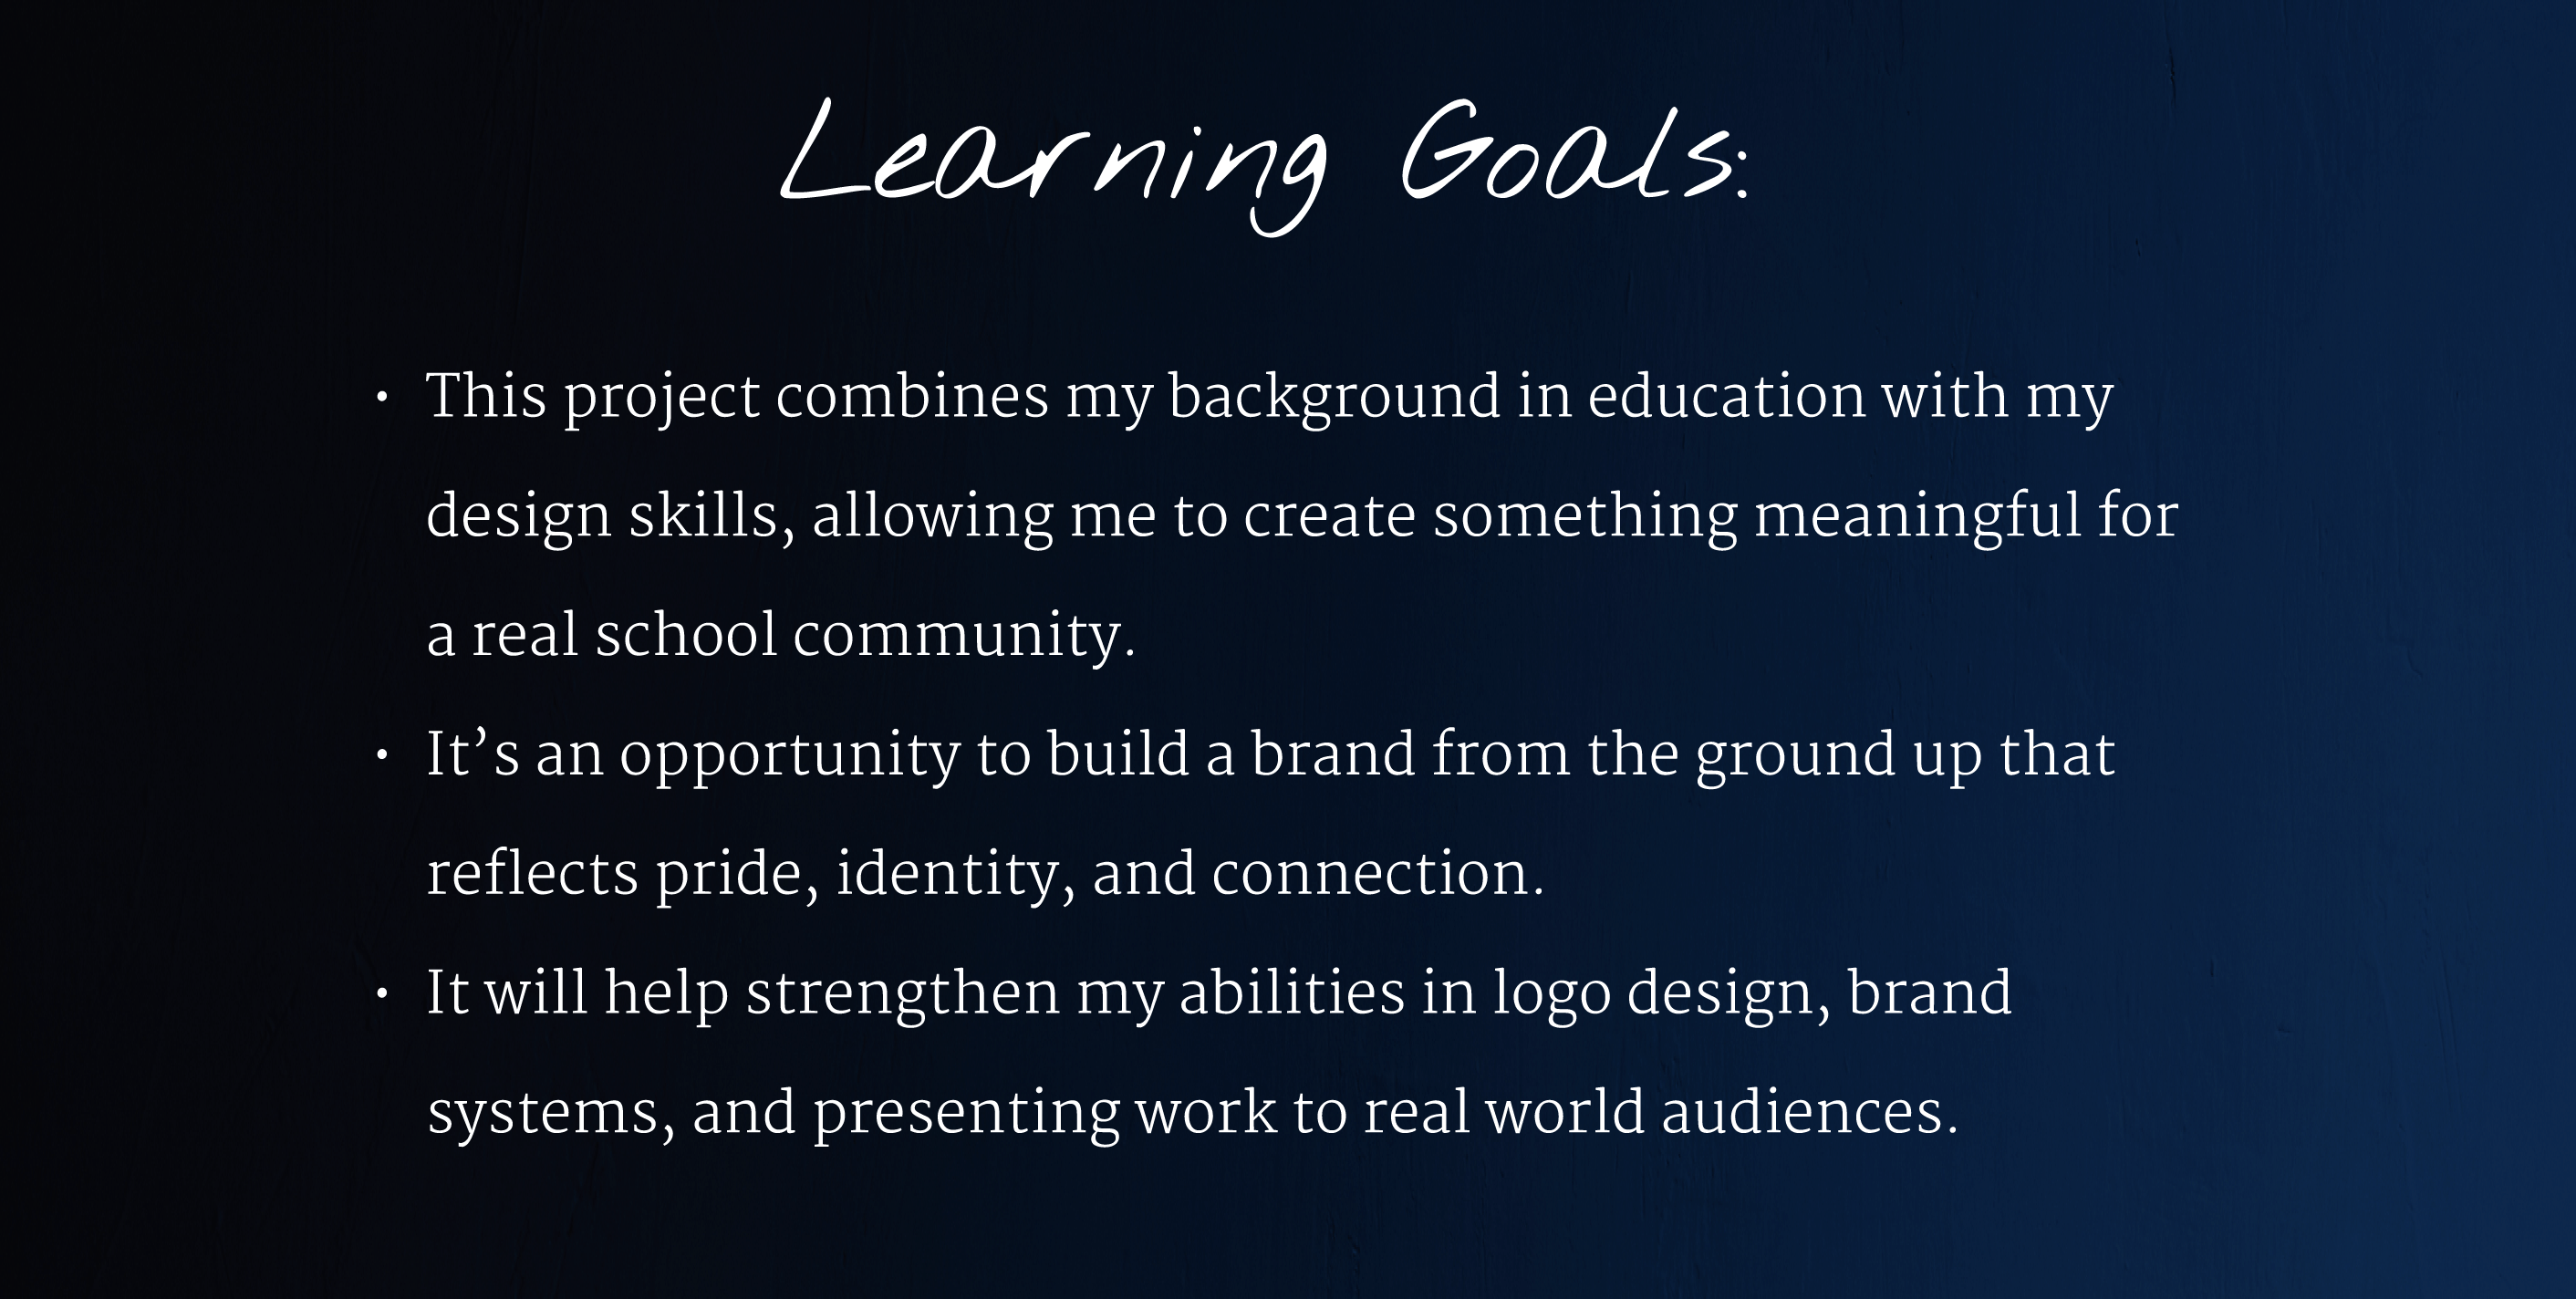 Learning Goals:
• This project combines my background in education with my
design skills, allowing me to create something meaningful for
a real school community.
• It’s an opportunity to build a brand from the ground up that
reflects pride, identity, and connection.
• It will help strengthen my abilities in logo design, brand
systems, and presenting work to real world audiences.